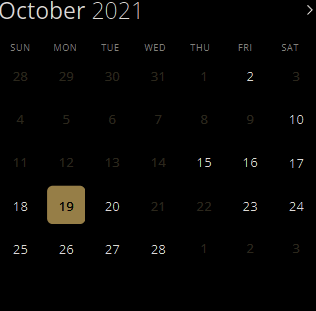 October 2021
SUN MON TUE WED THU FRI SAT
28 29 30 31 1 2 3
4 5 6 7 8 9 10
11 12 13 14 15 16 17
18 19 20 21 22 23 24
25 26 27 28 1 2 3